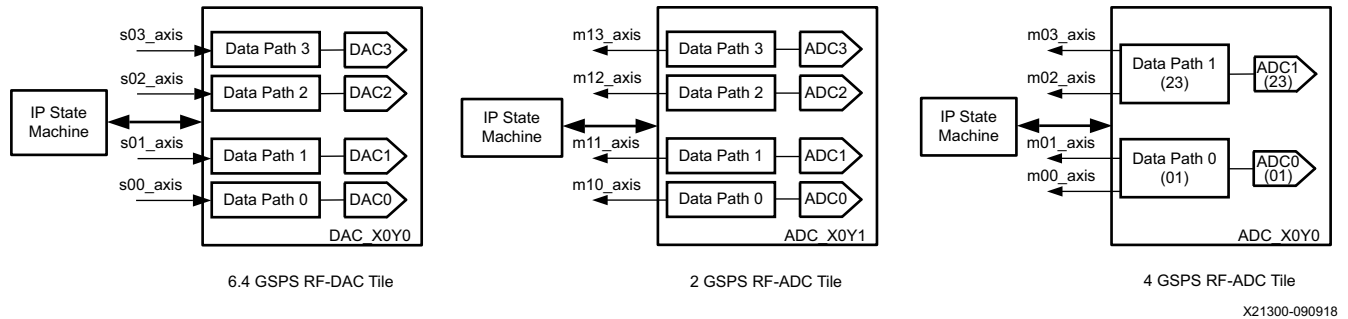 s03_axis
Data Path 3
DAC3
s02_axis
Data Path 2
DAC2
IP State
Machine
s01_axis
Data Path 1
DAC1
s00_axis
Data Path 0
DAC0
DAC_X0Y0
6.4 GSPS RF-DAC Tile
m13_axis
Data Path 3
ADC3
m12_axis
Data Path 2
ADC2
IP State
Machine
m11_axis
Data Path 1
ADC1
m10_axis
Data Path 0
ADC0
ADC_X0Y1
2 GSPS RF-ADC Tile
m03_axis
Data Path 1
(23)
ADC1
(23)
m02_axis
IP State
Machine
m01_axis
Data Path 0
(01)
ADC0
(01)
m00_axis
ADC_X0Y0
4 GSPS RF-ADC Tile
X21300-090918